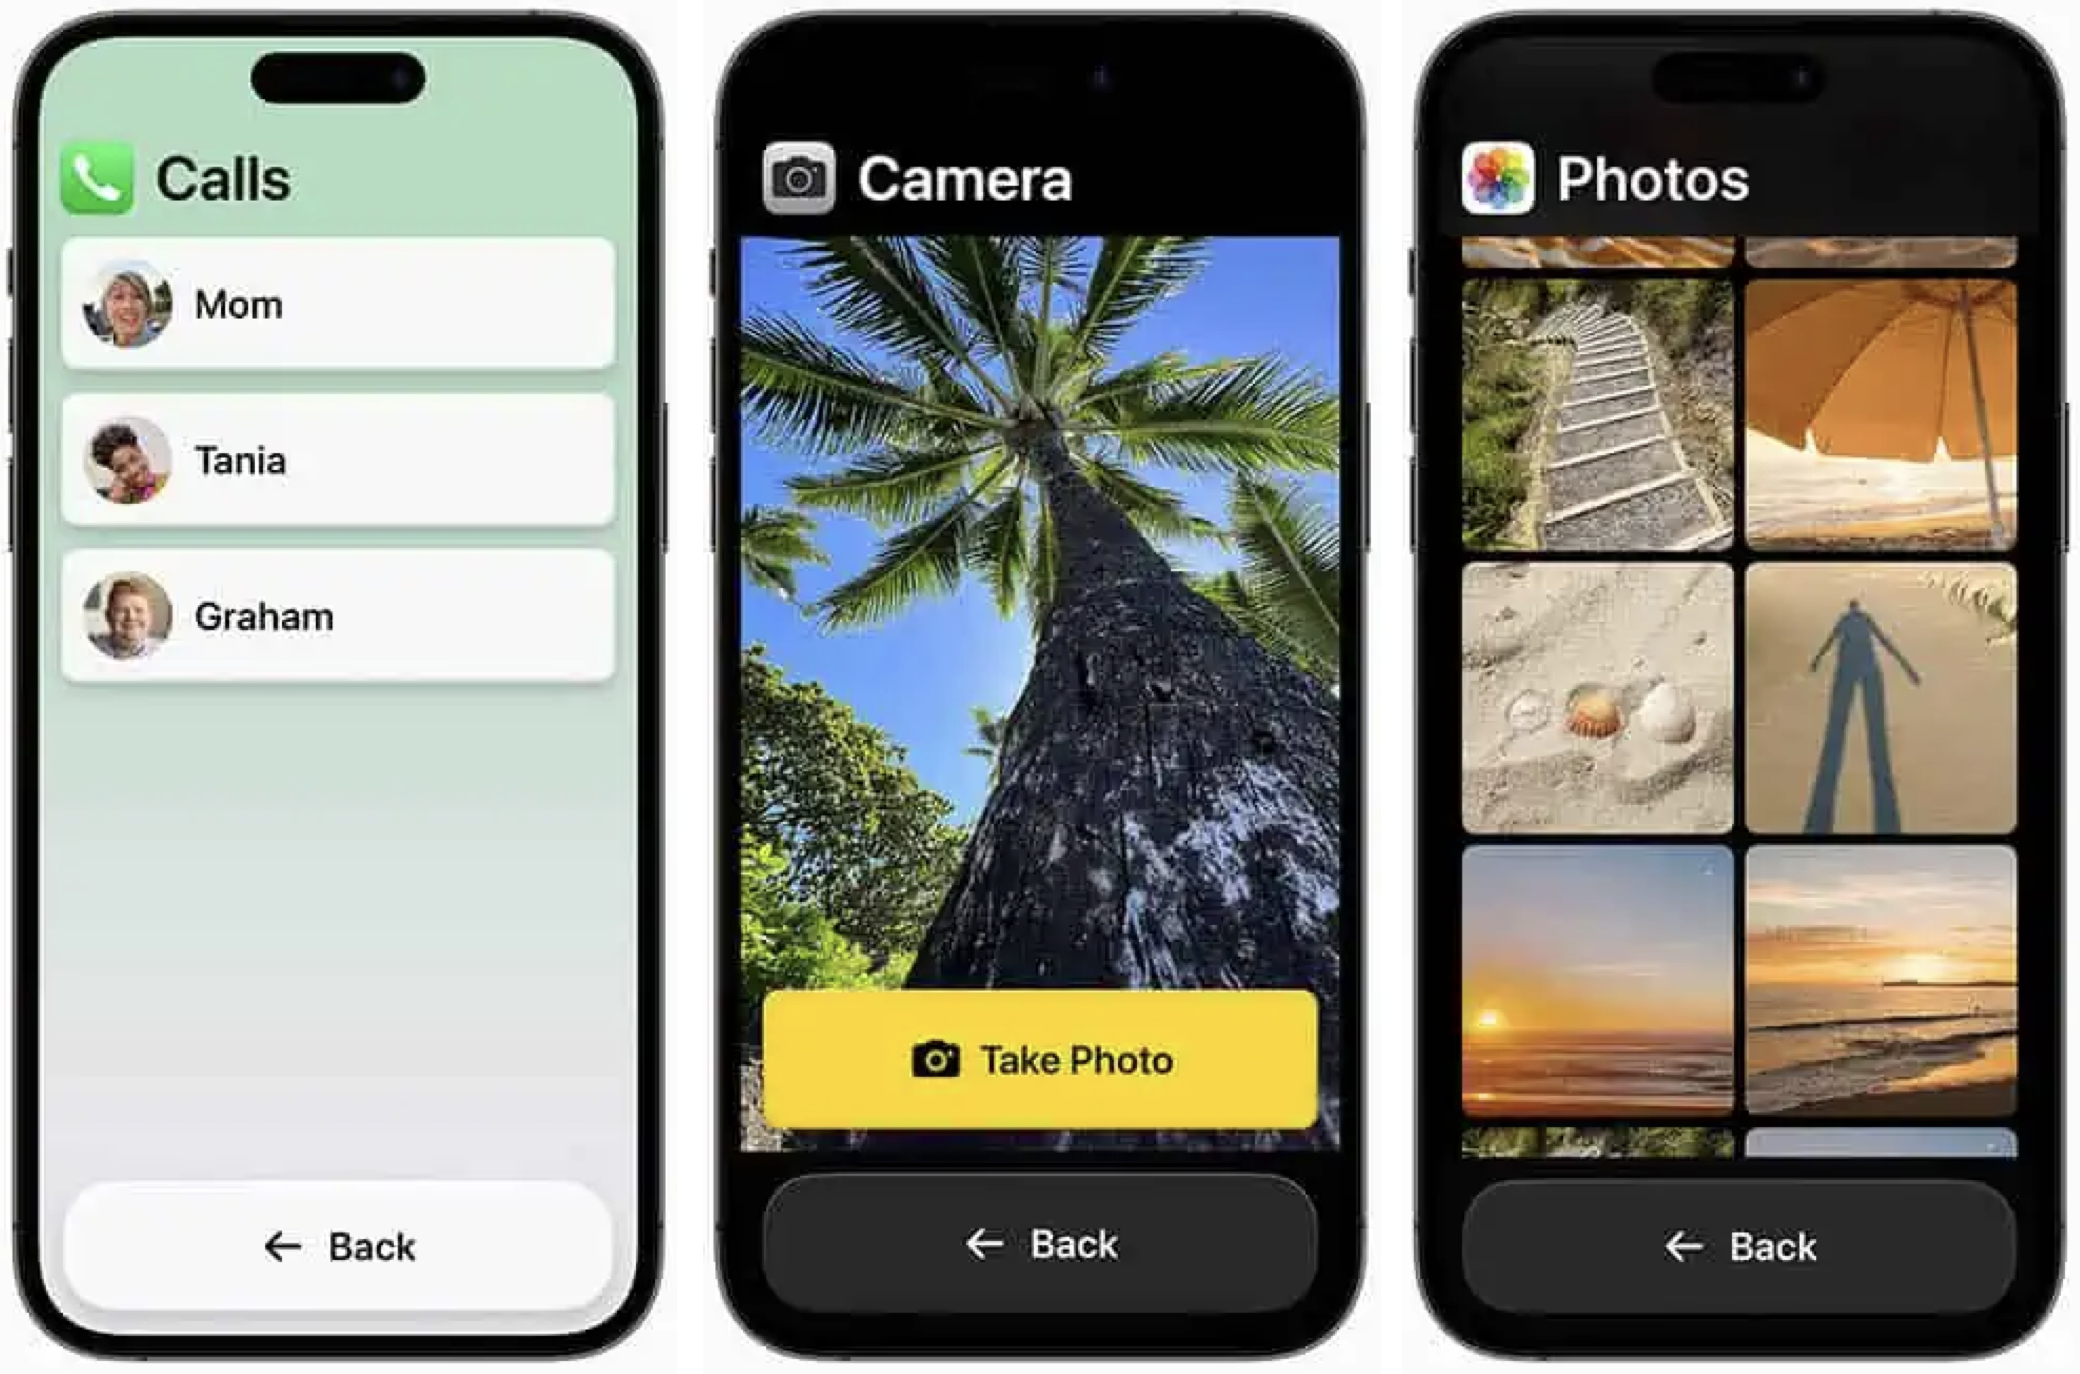 Calls
Mom
Tania
Graham
← Back
Camera
Take Photo
← Back
Photos
← Back